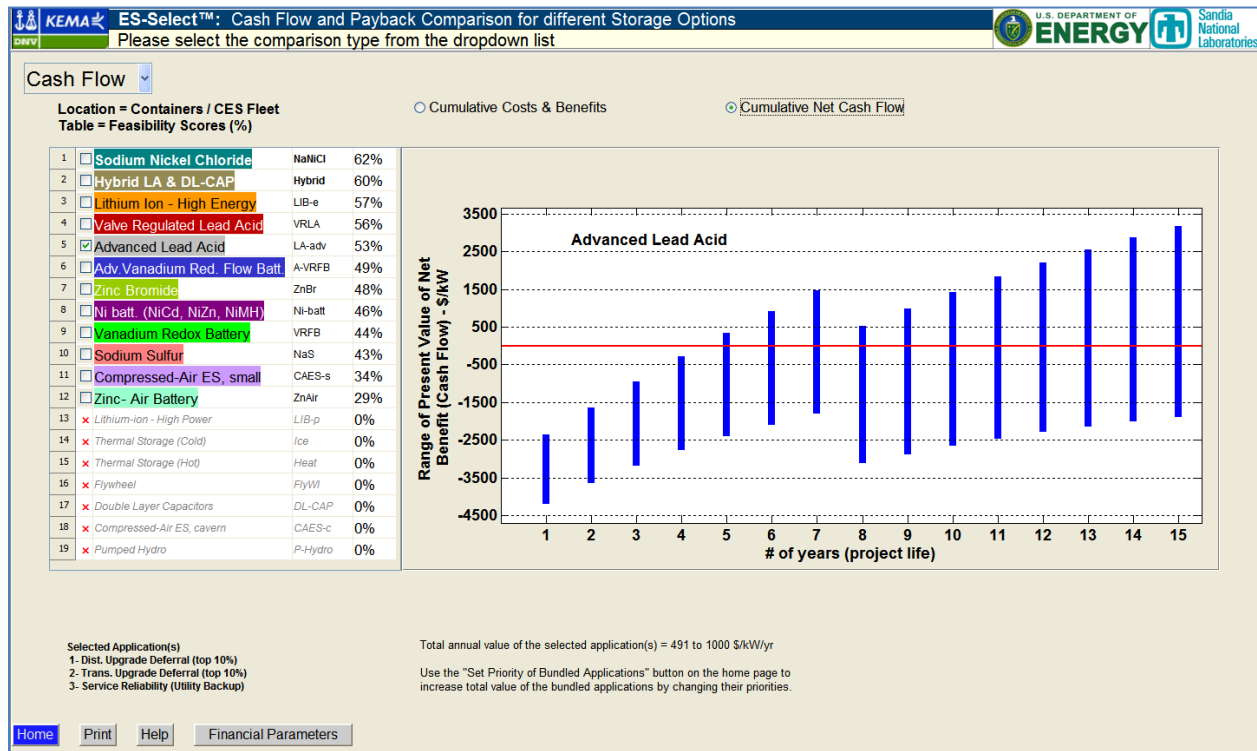 KEMA
DNV
ES-Select™: Cash Flow and Payback Comparison for different Storage Options
Please select the comparison type from the dropdown list
U.S. DEPARTMENT OF
ENERGY
Sandia
National
Laboratories
Cash Flow
Location = Containers / CES Fleet
Table = Feasibility Scores (%)
Cumulative Costs & Benefits
Cumulative Net Cash Flow
1 Sodium Nickel Chloride NaNiCl 62%
2 Hybrid LA & DL-CAP Hybrid 60%
3 Lithium Ion - High Energy LIB-e 57%
4 Valve Regulated Lead Acid VRLA 56%
5 Advanced Lead Acid LA-adv 53%
6 Adv.Vanadium Red. Flow Batt. A-VRFB 49%
7 Zinc Bromide ZnBr 48%
8 Ni batt. (NiCd, NiZn, NiMH) Ni-batt 46%
9 Vanadium Redox Battery VRFB 44%
10 Sodium Sulfur NaS 43%
11 Compressed-Air ES, small CAES-s 34%
12 Zinc- Air Battery ZnAir 29%
13 x Lithium-ion - High Power LIB-p 0%
14 x Thermal Storage (Cold) Ice 0%
15 x Thermal Storage (Hot) Heat 0%
16 x Flywheel FlyWl 0%
17 x Double Layer Capacitors DL-CAP 0%
18 x Compressed-Air ES, cavern CAES-c 0%
19 x Pumped Hydro P-Hydro 0%
Range of Present Value of Net
Benefit (Cash Flow) - $/kW
3500
2500
1500
500
-500
-1500
-2500
-3500
-4500
Advanced Lead Acid
1 2 3 4 5 6 7 8 9 10 11 12 13 14 15
# of years (project life)
Selected Application(s)
1- Dist. Upgrade Deferral (top 10%)
2- Trans. Upgrade Deferral (top 10%)
3- Service Reliability (Utility Backup)
Total annual value of the selected application(s) = 491 to 1000 $/kW/yr
Use the "Set Priority of Bundled Applications" button on the home page to
increase total value of the bundled applications by changing their priorities.
Home Print Help Financial Parameters